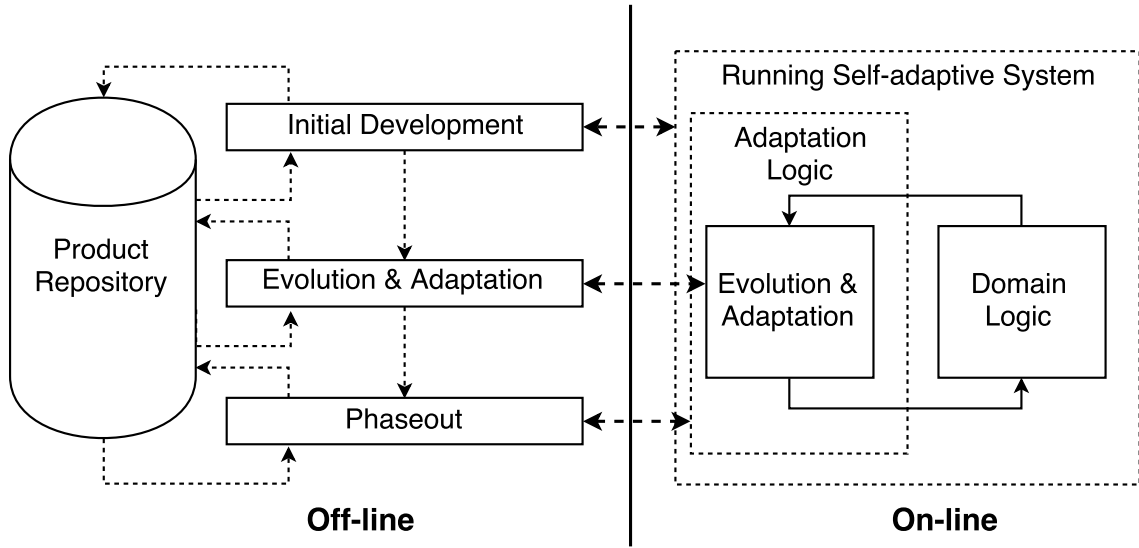 Running Self-adaptive System
Initial Development
Adaptation
Logic
Product
Repository
Evolution & Adaptation
Evolution &
Adaptation
Domain
Logic
Phaseout
Off-line
On-line